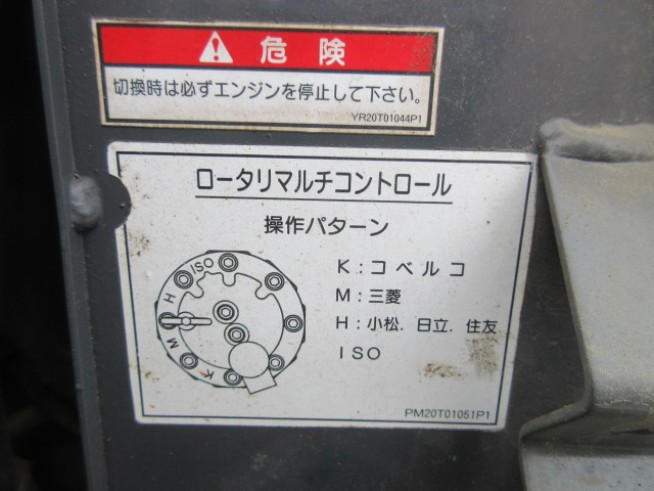 危険
切換時は必ずエンジンを停止して下さい。
YR20T01044P1
ロータリマルチコントロール
操作パターン
ISO
H
M
K
K:コベルコ
M:三菱
H:小松. 日立. 住友
ISO
PM20T01051P1